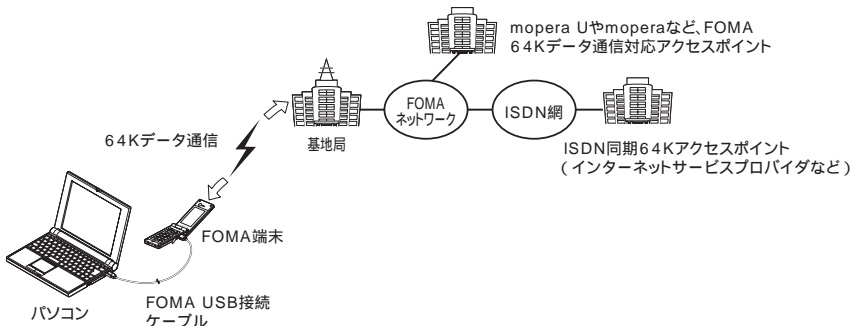 mopera Uやmoperaなど、FOMA
64Kデータ通信対応アクセスポイント
FOMA
ネットワーク
ISDN網
64Kデータ通信
基地局
ISDN同期64Kアクセスポイント
（インターネットサービスプロバイダなど）
FOMA端末
パソコン
FOMA USB接続
ケーブル